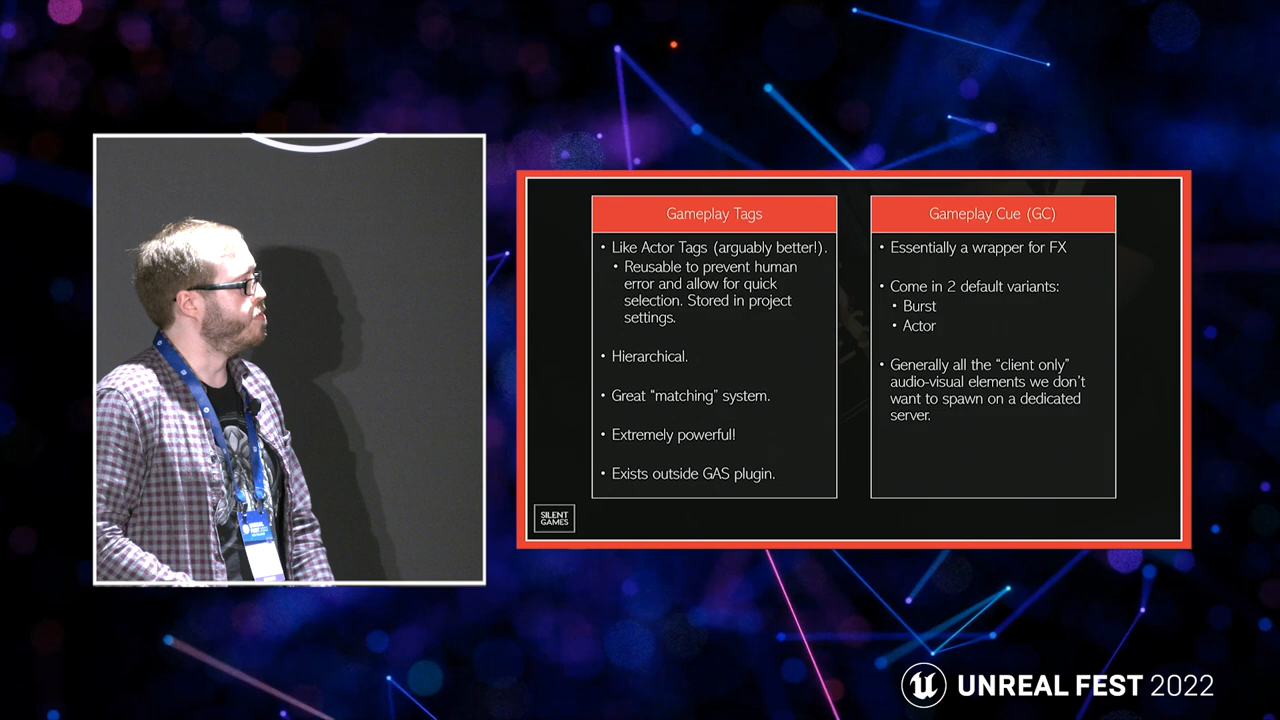 Gameplay Tags
• Like Actor Tags (arguably better!).
• Reusable to prevent human
error and allow for quick
selection. Stored in project
settings.
• Hierarchical.
• Great “matching” system.
• Extremely powerful!
• Exists outside GAS plugin.
Gameplay Cue (GC)
• Essentially a wrapper for FX
• Come in 2 default variants:
• Burst
• Actor
• Generally all the “client only”
audio-visual elements we don’t
want to spawn on a dedicated
server.
SILENT
GAMES
UNREAL
UNREAL FEST 2022